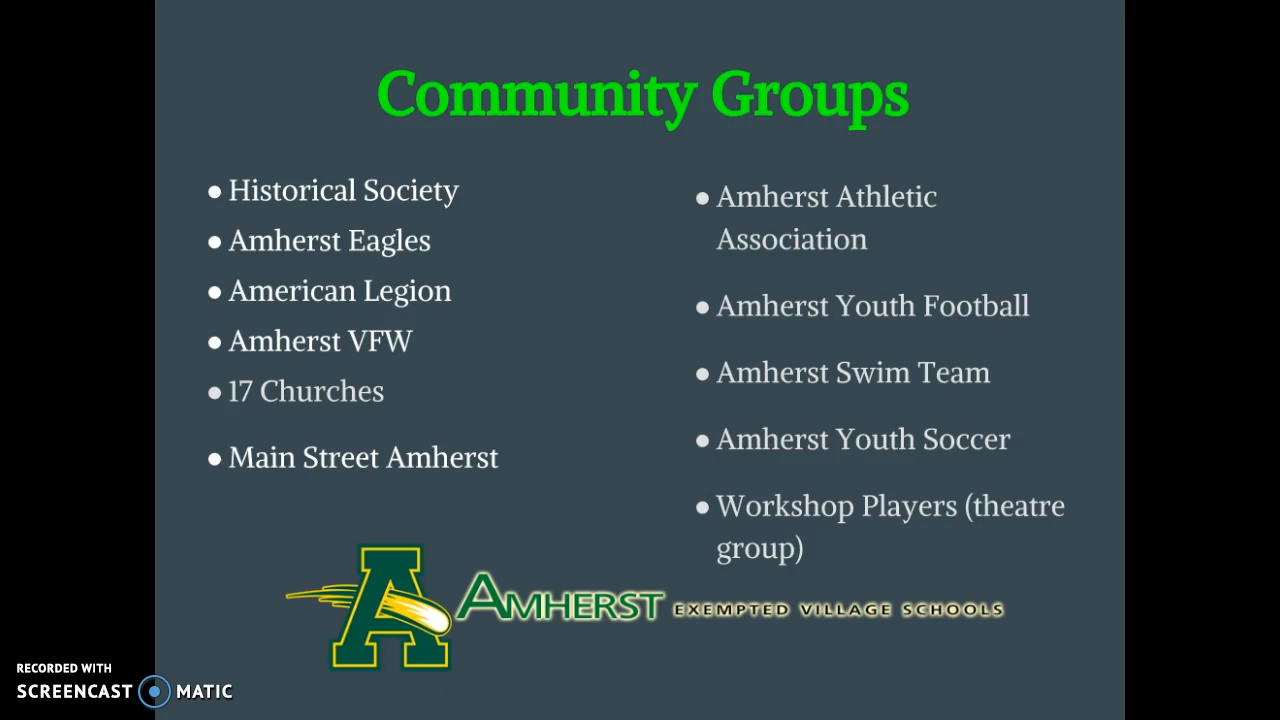 Community Groups
● Historical Society
● Amherst Eagles
● American Legion
● Amherst VFW
● 17 Churches
● Main Street Amherst
● Amherst Athletic
Association
● Amherst Youth Football
● Amherst Swim Team
● Amherst Youth Soccer
● Workshop Players (theatre
group)
A AMHERST EXEMPTED VILLAGE SCHOOLS
RECORDED WITH
SCREENCAST MATIC